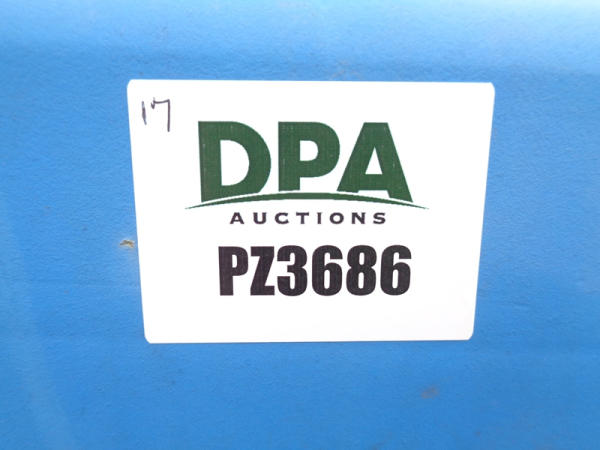 17
DPA
AUCTIONS
PZ3686